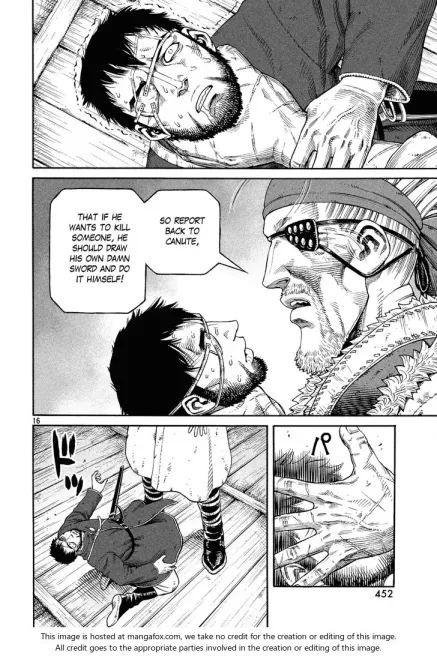 SO REPORT
BACK TO
CANUTE,
THAT IF HE
WANTS TO KILL
SOMEONE, HE
SHOULD DRAW
HIS OWN DAMN
SWORD AND DO
IT HIMSELF!
16
452
This image is hosted at mangafox.com, we take no credit for the creation or editing of this image.
All credit goes to the appropriate parties involved in the creation or editing of this image.